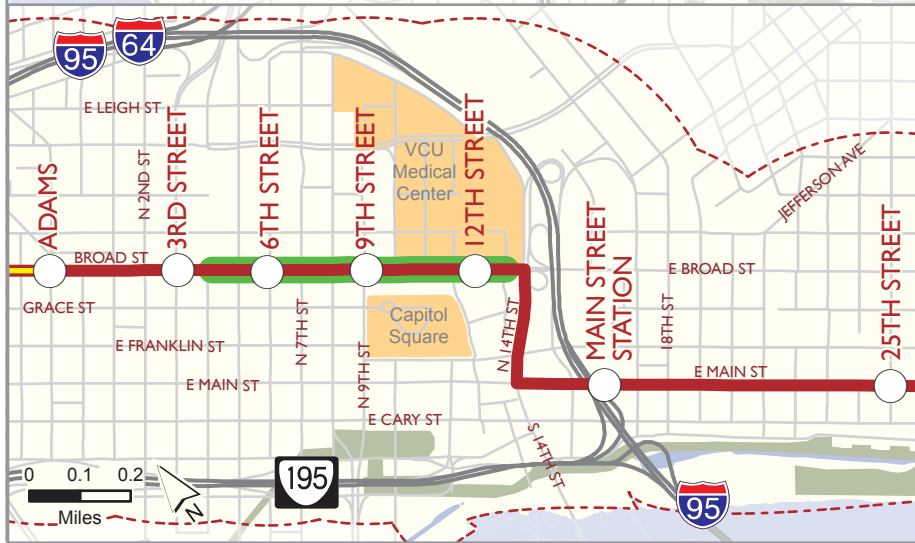 64
95
E LEIGH ST
N 2ND ST
ADAMS
3RD STREET
6TH STREET
9TH STREET
12TH STREET
VCU
Medical
Center
JEFFERSON AVE
BROAD ST
E BROAD ST
GRACE ST
MAIN STREET
STATION
18TH ST
25TH STREET
N 7TH ST
Capitol
Square
N 14TH ST
E FRANKLIN ST
E MAIN ST
N 9TH ST
E MAIN ST
E CARY ST
S 14TH ST
0 0.1 0.2
Miles
N
195
95